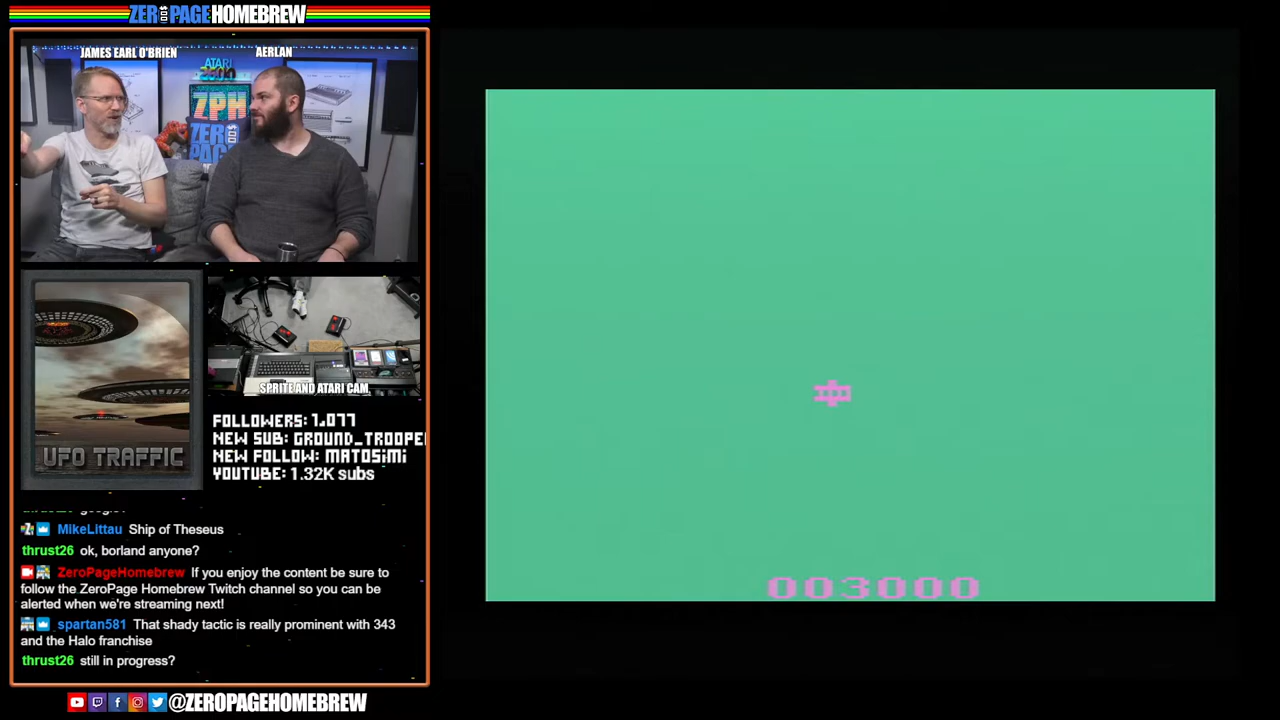 ZEROPAGE HOMEBREW
JAMES EARL O'BRIEN
AERLAN
ATARI
2600
ZPH
ZERO
PAGE
UFO TRAFFIC
SPRITE AND ATARI CAM
FOLLOWERS: 1,077
NEW SUB: GROUND_TROOPER
NEW FOLLOW: MATOSIMI
YOUTUBE: 1.32K subs
MikeLittau Ship of Theseus
thrust26 ok, borland anyone?
ZeroPageHomebrew If you enjoy the content be sure to
follow the ZeroPage Homebrew Twitch channel so you can be
alerted when we're streaming next!
spartan581 That shady tactic is really prominent with 343
and the Halo franchise
thrust26 still in progress?
003000
@ZEROPAGEHOMEBREW